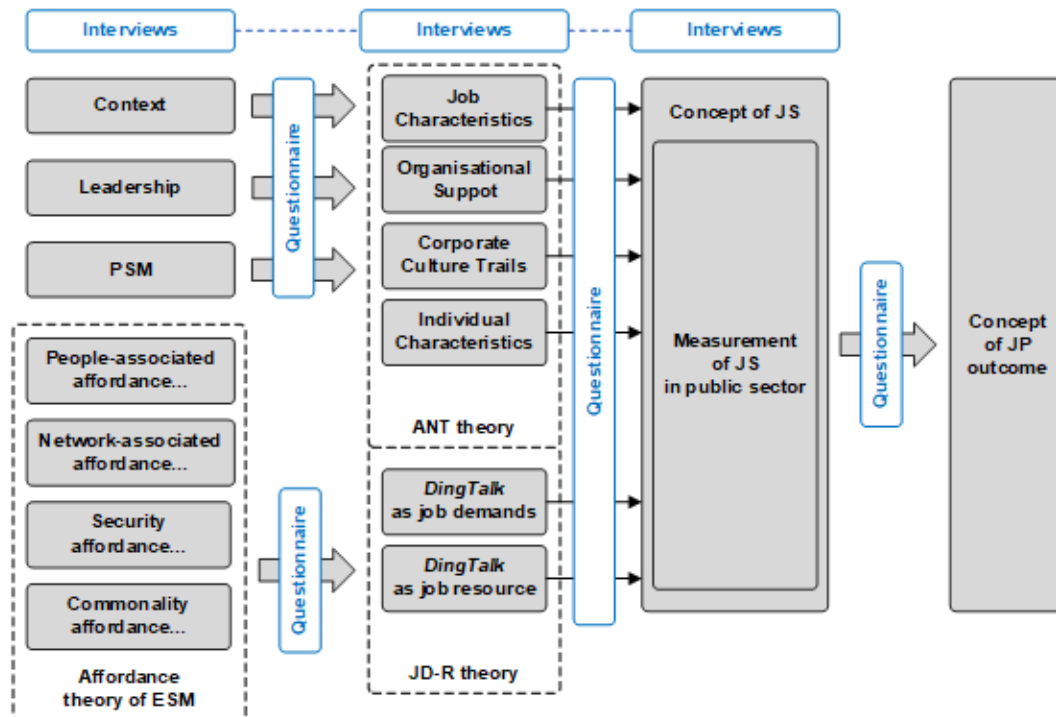 Interviews
Interviews
Interviews
Context
Leadership
PSM
Questionnaire
People-associated
affordance...
Network-associated
affordance...
Security
affordance...
Commonality
affordance...
Affordance
theory of ESM
Questionnaire
Job
Characteristics
Organisational
Suppot
Corporate
Culture Trails
Individual
Characteristics
ANT theory
DingTalk
as job demands
DingTalk
as job resource
JD-R theory
Questionnaire
Concept of JS
Measurement
of JS
in public sector
Questionnaire
Concept
of JP
outcome